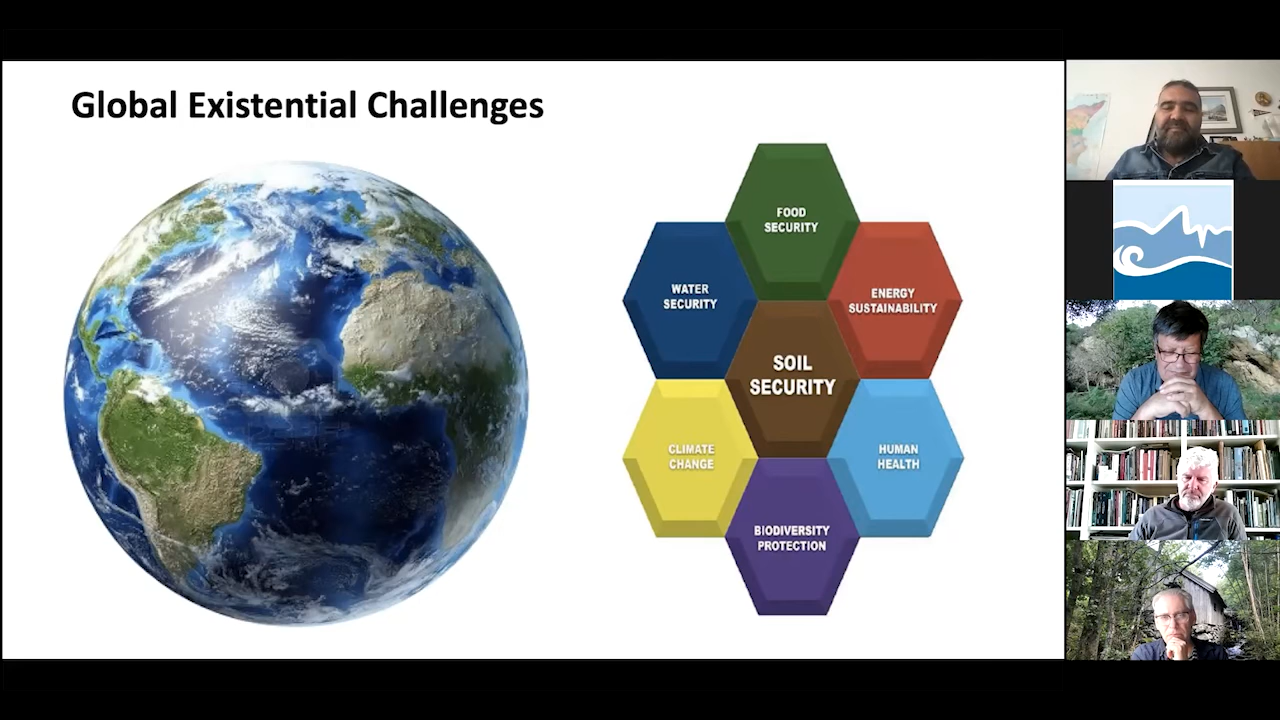 Global Existential Challenges
FOOD
SECURITY
WATER
SECURITY
ENERGY
SUSTAINABILITY
SOIL
SECURITY
CLIMATE
CHANGE
HUMAN
HEALTH
BIODIVERSITY
PROTECTION